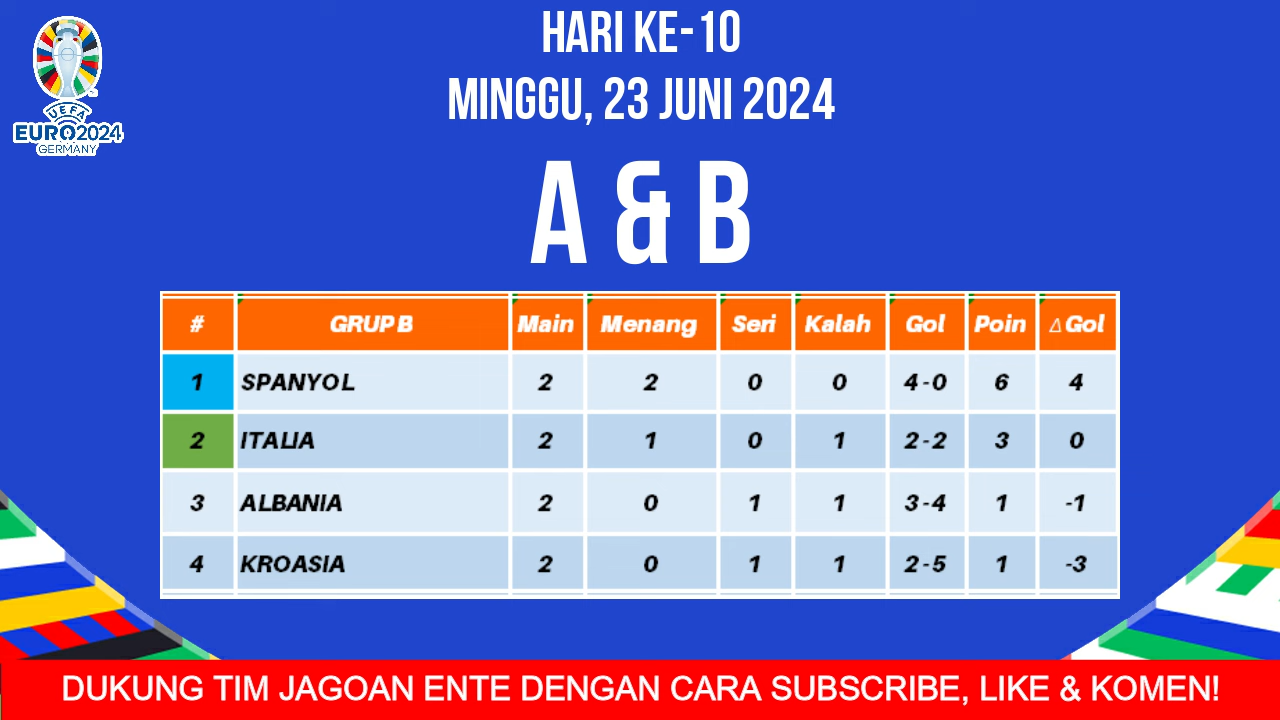 HARI KE-10
MINGGU, 23 JUNI 2024
UEFA
EURO2024
GERMANY
A & B
# GRUP B Main Menang Seri Kalah Gol Poin Δ Gol
1 SPANYOL 2 2 0 0 4-0 6 4
2 ITALIA 2 1 0 1 2-2 3 0
3 ALBANIA 2 0 1 1 3-4 1 -1
4 KROASIA 2 0 1 1 2-5 1 -3
DUKUNG TIM JAGOAN ENTE DENGAN CARA SUBSCRIBE, LIKE & KOMEN!